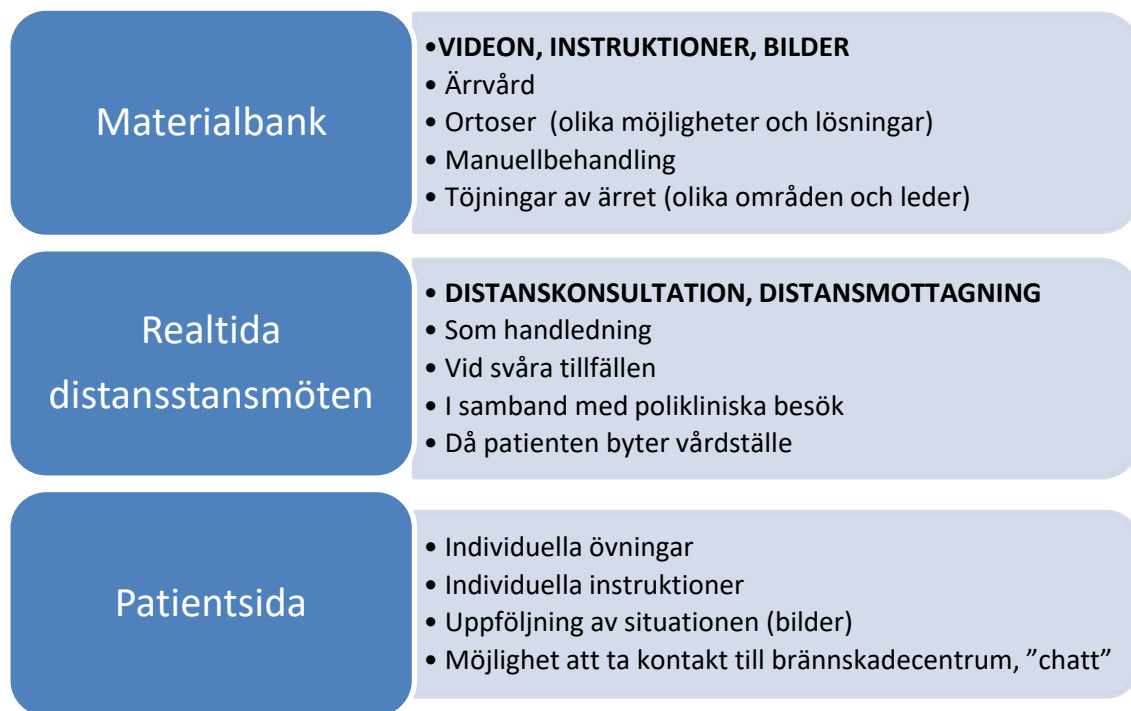 Materialbank
•VIDEON, INSTRUKTIONER, BILDER
• Ärrvård
• Ortoser (olika möjligheter och lösningar)
• Manuellbehandling
• Töjningar av ärret (olika områden och leder)
Realtida
distansstansmöten
• DISTANSKONSULTATION, DISTANSMOTTAGNING
• Som handledning
• Vid svåra tillfällen
• I samband med polikliniska besök
• Då patienten byter vårdställe
Patientsida
• Individuella övningar
• Individuella instruktioner
• Uppföljning av situationen (bilder)
• Möjlighet att ta kontakt till brännskadecentrum, ”chatt”